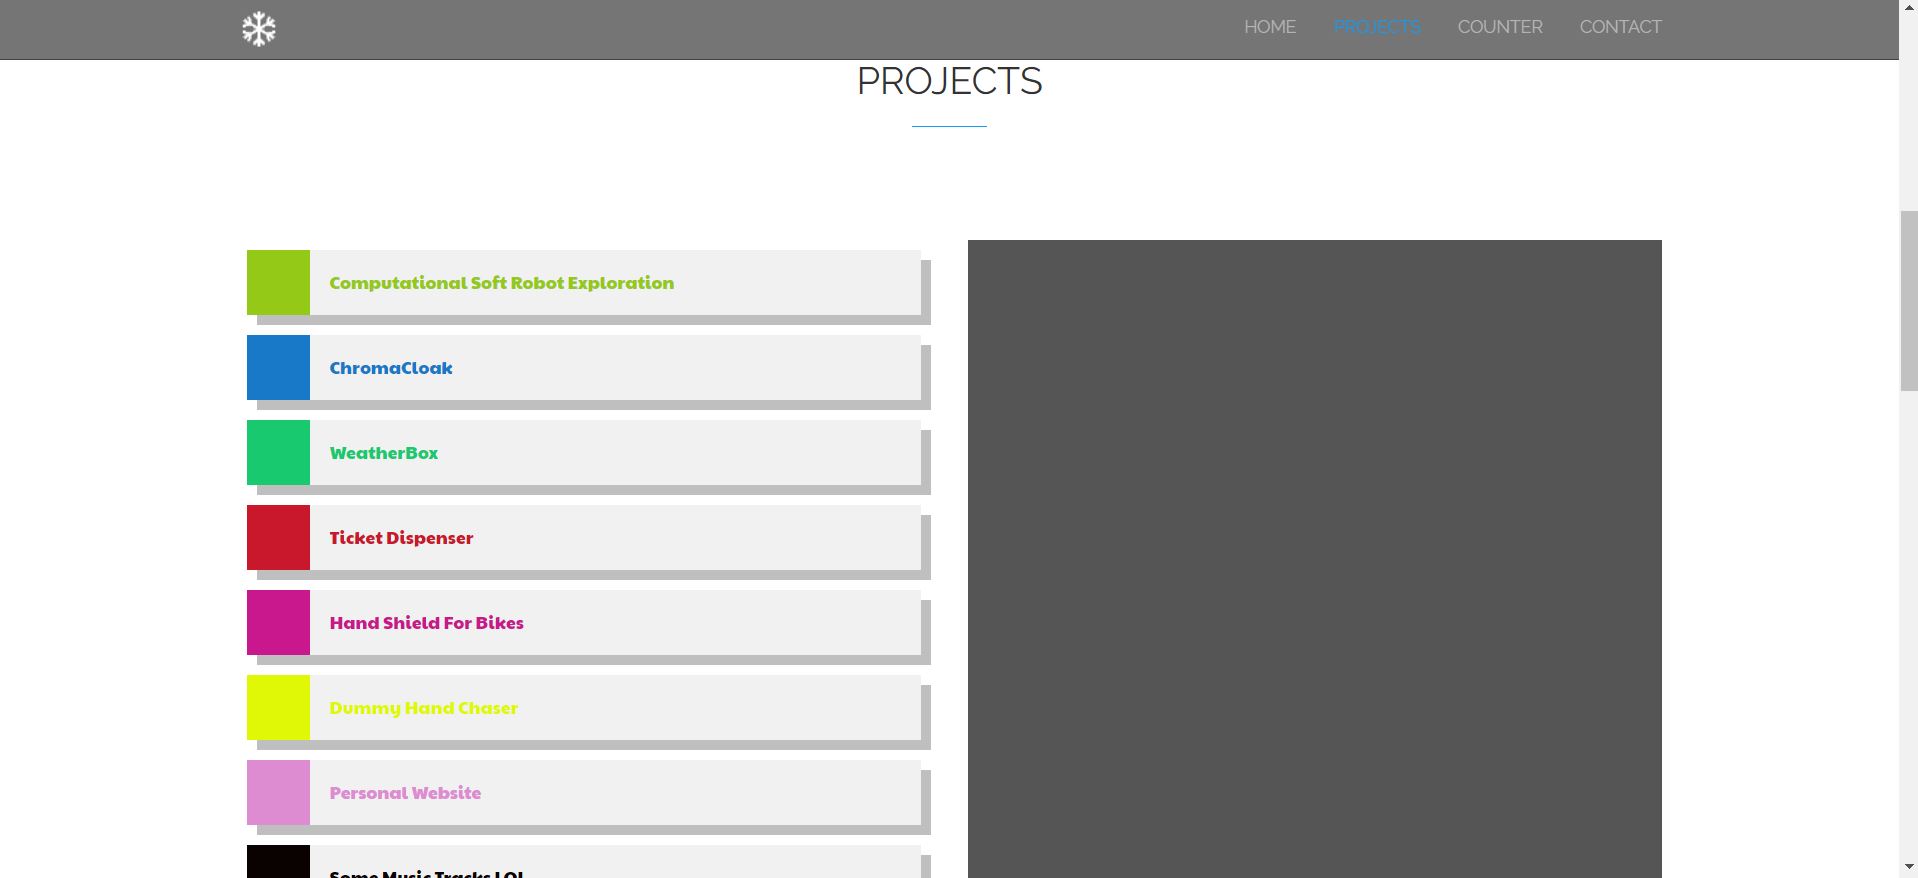 HOME PROJECTS COUNTER CONTACT
PROJECTS
Computational Soft Robot Exploration
ChromaCloak
WeatherBox
Ticket Dispenser
Hand Shield For Bikes
Dummy Hand Chaser
Personal Website
Some Music Tracks LOL